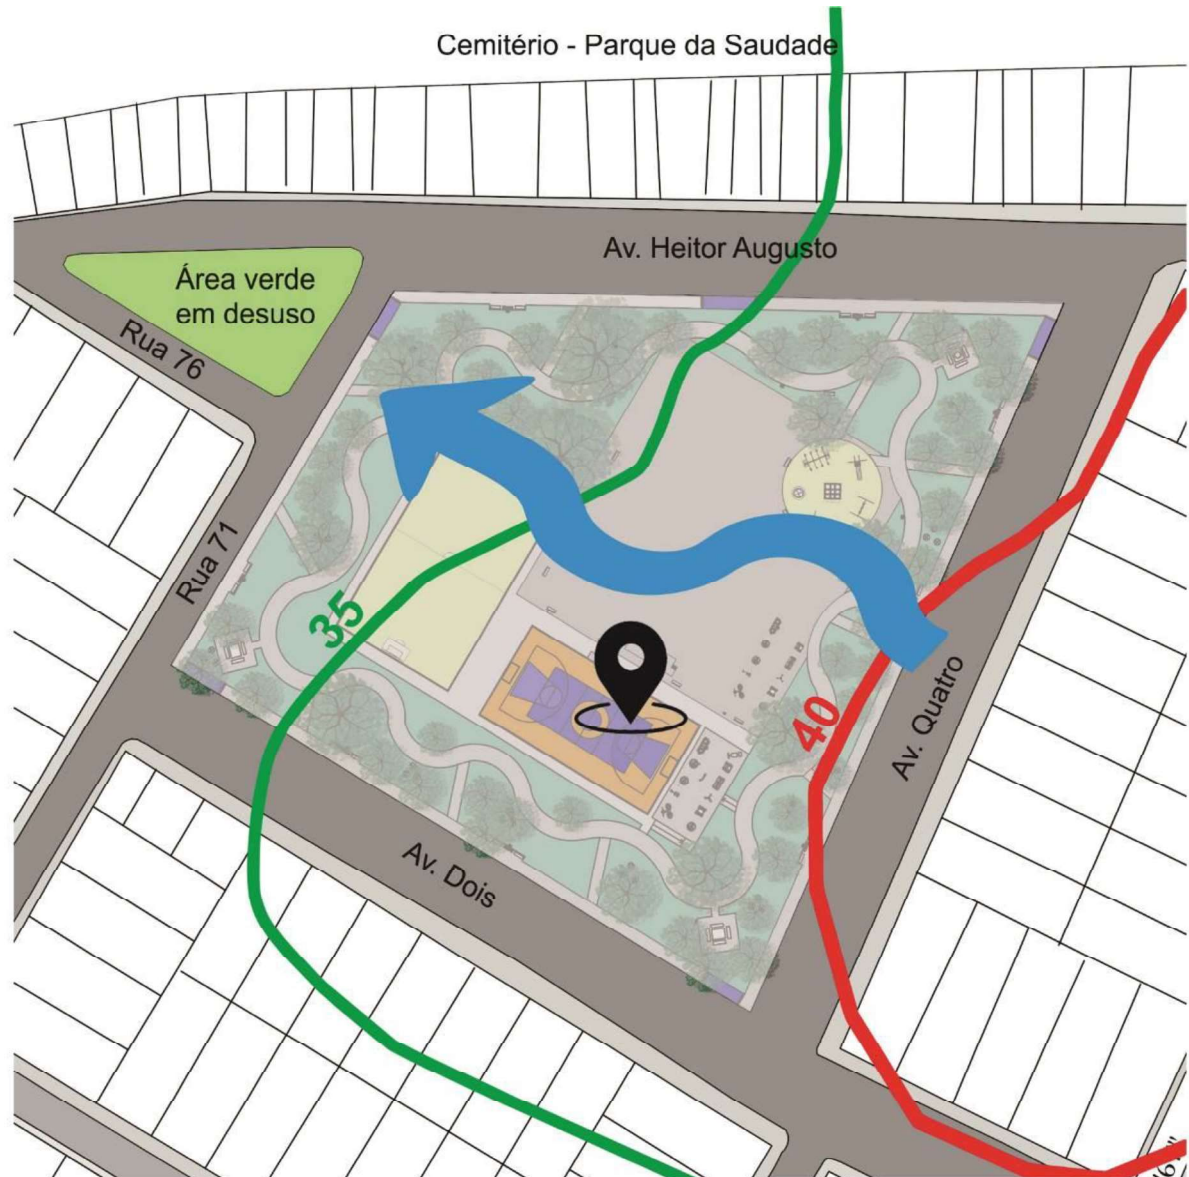 Cemitério - Parque da Saudade
Av. Heitor Augusto
Área verde
em desuso
Rua 76
Rua 71
35
40
Av. Quatro
Av. Dois